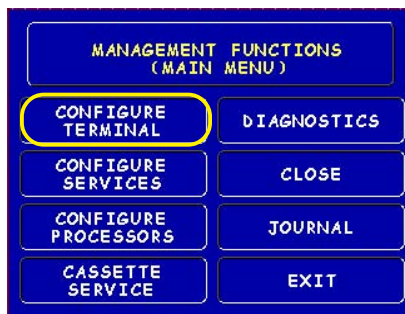 MANAGEMENT FUNCTIONS
(MAIN MENU)
CONFIGURE
TERMINAL
DIAGNOSTICS
CONFIGURE
SERVICES
CLOSE
CONFIGURE
PROCESSORS
JOURNAL
CASSETTE
SERVICE
EXIT